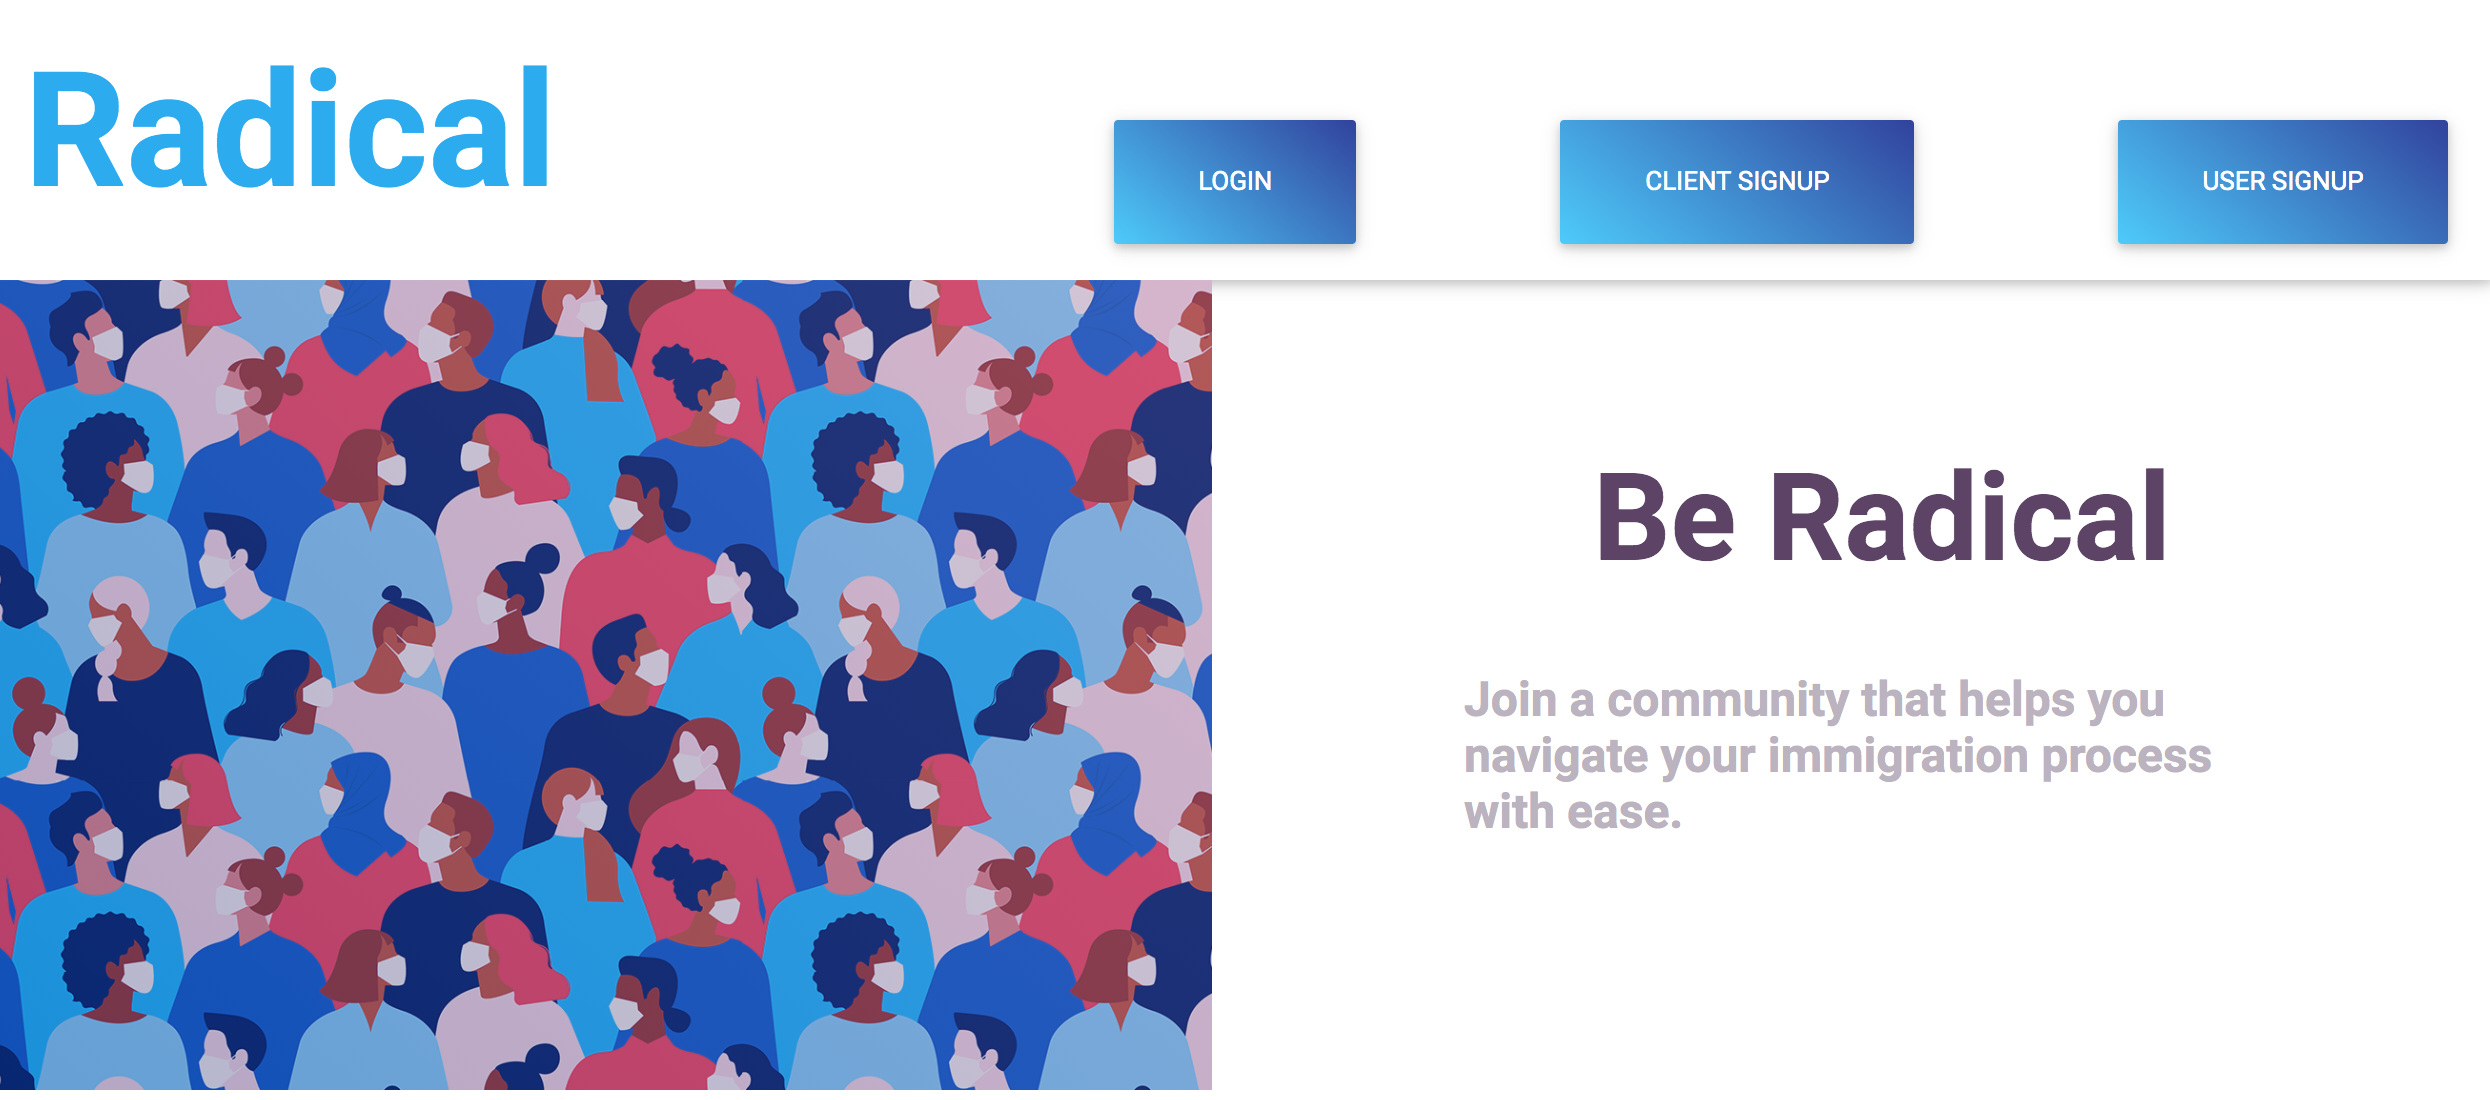 Radical
LOGIN
CLIENT SIGNUP
USER SIGNUP
Be Radical
Join a community that helps you
navigate your immigration process
with ease.